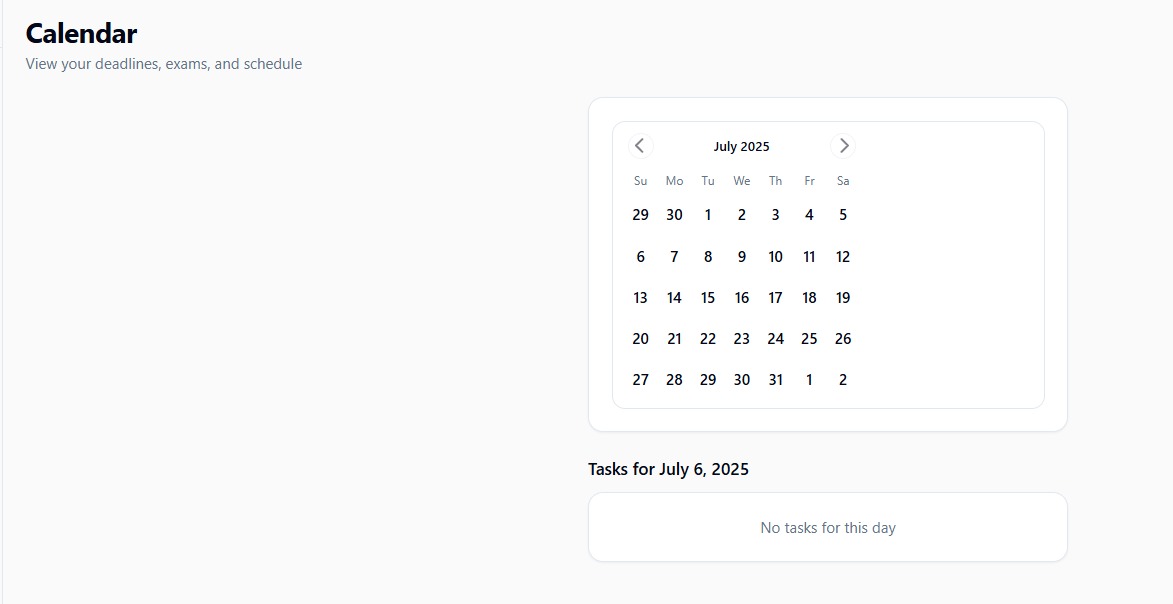 Calendar
View your deadlines, exams, and schedule
July 2025
Su Mo Tu We Th Fr Sa
29 30 1 2 3 4 5
6 7 8 9 10 11 12
13 14 15 16 17 18 19
20 21 22 23 24 25 26
27 28 29 30 31 1 2
Tasks for July 6, 2025
No tasks for this day